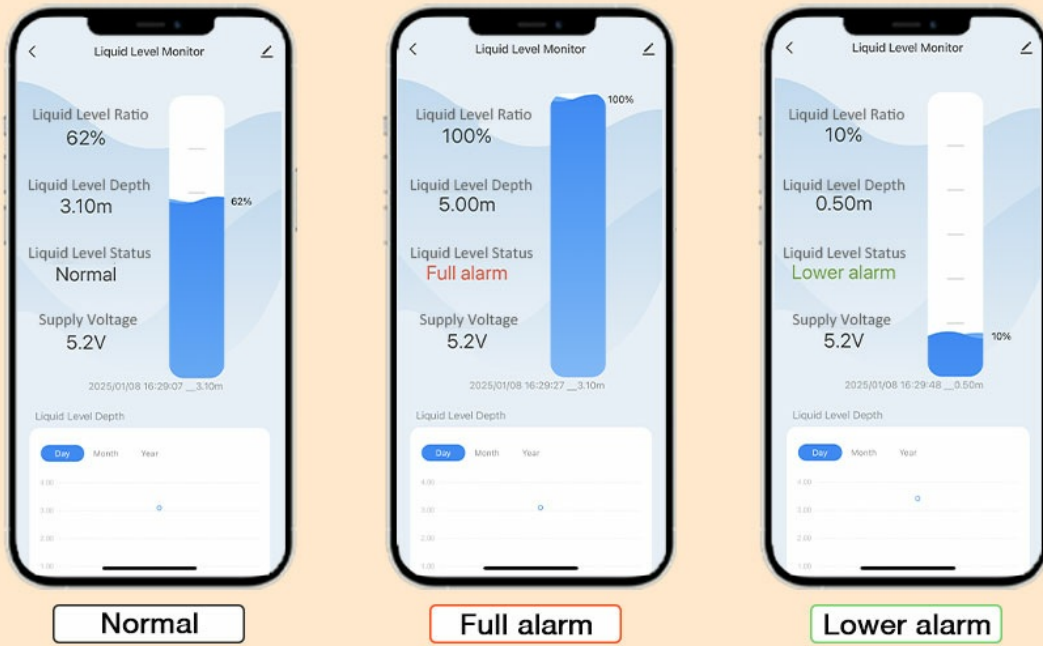 Liquid Level Monitor
Liquid Level Ratio
62%
Liquid Level Depth
3.10m
62%
Liquid Level Status
Normal
Supply Voltage
5.2V
2025/01/08 16:29:07 __3.10m
Liquid Level Depth
Day Month Year
4.00
3.00
2.00
1.00
Normal
Liquid Level Monitor
100%
Liquid Level Ratio
100%
Liquid Level Depth
5.00m
Liquid Level Status
Full alarm
Supply Voltage
5.2V
2025/01/08 16:29:27 __3.10m
Liquid Level Depth
Day Month Year
4.00
3.00
2.00
1.00
Full alarm
Liquid Level Monitor
Liquid Level Ratio
10%
Liquid Level Depth
0.50m
Liquid Level Status
Lower alarm
Supply Voltage
5.2V
10%
2025/01/08 16:29:48 __0.50m
Liquid Level Depth
Day Month Year
4.00
3.00
2.00
1.00
Lower alarm